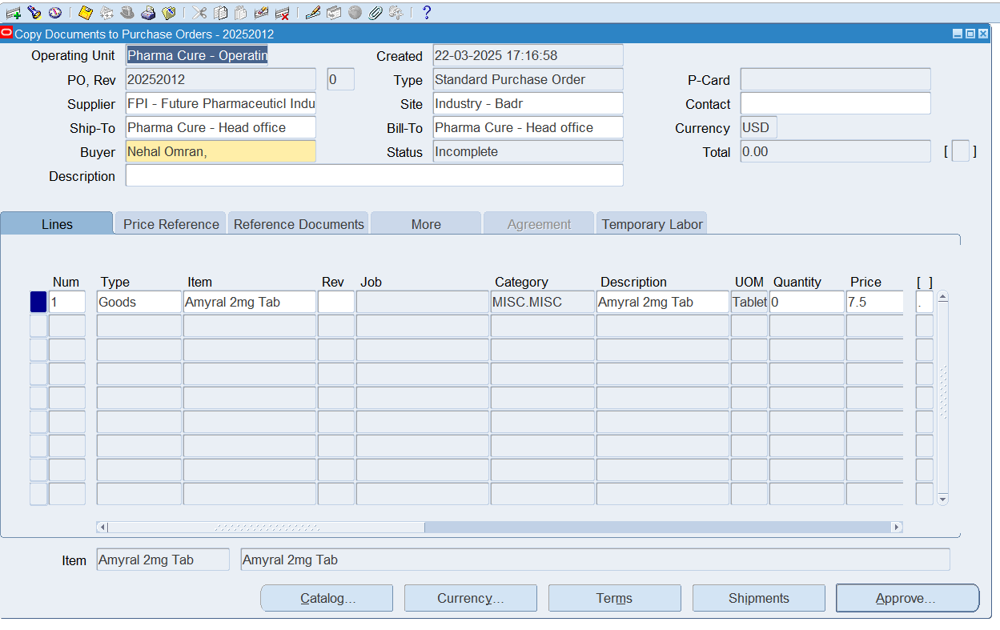 ?
Copy Documents to Purchase Orders - 20252012
Operating Unit Pharma Cure - Operatin Created 22-03-2025 17:16:58
PO, Rev 20252012 0 Type Standard Purchase Order P-Card
Supplier FPI - Future Pharmaceuticl Indu Site Industry - Badr Contact
Ship-To Pharma Cure - Head office Bill-To Pharma Cure - Head office Currency USD
Buyer Nehal Omran, Status Incomplete Total 0.00 [ ]
Description
Lines Price Reference Reference Documents More Agreement Temporary Labor
Num Type Item Rev Job Category Description UOM Quantity Price [ ]
1 Goods Amyral 2mg Tab MISC.MISC Amyral 2mg Tab Tablet 0 7.5 .
Item Amyral 2mg Tab Amyral 2mg Tab
Catalog... Currency... Terms Shipments Approve...